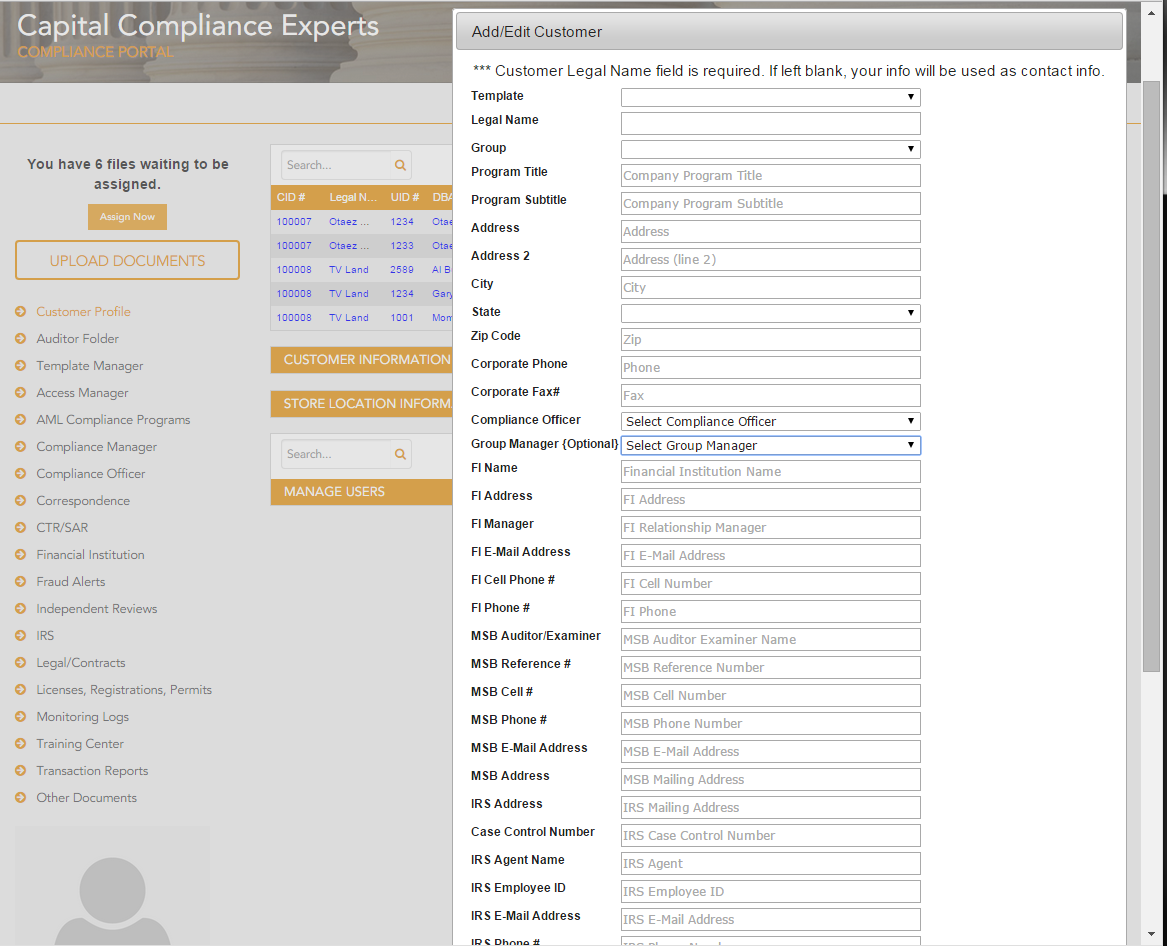 Capital Compliance Experts
COMPLIANCE PORTAL
You have 6 files waiting to be
assigned.
Assign Now
UPLOAD DOCUMENTS
Customer Profile
Auditor Folder
Template Manager
Access Manager
AML Compliance Programs
Compliance Manager
Compliance Officer
Correspondence
CTR/SAR
Financial Institution
Fraud Alerts
Independent Reviews
IRS
Legal/Contracts
Licenses, Registrations, Permits
Monitoring Logs
Training Center
Transaction Reports
Other Documents
Search...
CID # Legal N... UID # DBA
100007 Otaez ... 1234 Otae
100007 Otaez ... 1233 Otae
100008 TV Land 2589 Al B
100008 TV Land 1234 Gary
100008 TV Land 1001 Mom
CUSTOMER INFORMATION
STORE LOCATION INFORM
Search...
MANAGE USERS
Add/Edit Customer
*** Customer Legal Name field is required. If left blank, your info will be used as contact info.
Template
Legal Name
Group
Program Title Company Program Title
Program Subtitle Company Program Subtitle
Address Address
Address 2 Address (line 2)
City City
State
Zip Code Zip
Corporate Phone Phone
Corporate Fax# Fax
Compliance Officer Select Compliance Officer
Group Manager {Optional} Select Group Manager
FI Name Financial Institution Name
FI Address FI Address
FI Manager FI Relationship Manager
FI E-Mail Address FI E-Mail Address
FI Cell Phone # FI Cell Number
FI Phone # FI Phone
MSB Auditor/Examiner MSB Auditor Examiner Name
MSB Reference # MSB Reference Number
MSB Cell # MSB Cell Number
MSB Phone # MSB Phone Number
MSB E-Mail Address MSB E-Mail Address
MSB Address MSB Mailing Address
IRS Address IRS Mailing Address
Case Control Number IRS Case Control Number
IRS Agent Name IRS Agent
IRS Employee ID IRS Employee ID
IRS E-Mail Address IRS E-Mail Address
IRS Phone #